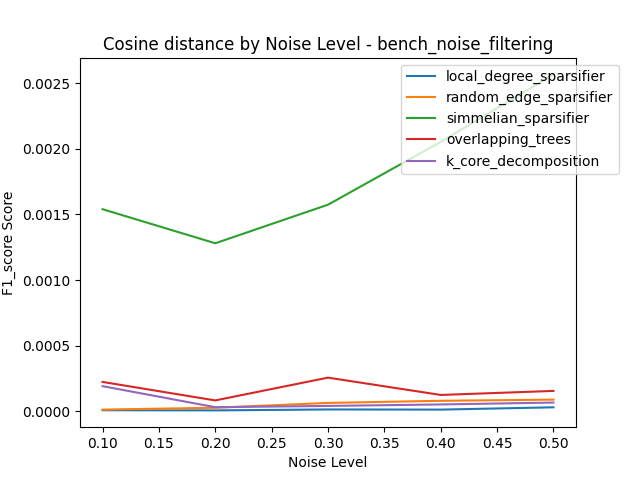 Cosine distance by Noise Level - bench_noise_filtering
local_degree_sparsifier
random_edge_sparsifier
simmelian_sparsifier
overlapping_trees
k_core_decomposition
F1_score Score
0.0025
0.0020
0.0015
0.0010
0.0005
0.0000
0.10 0.15 0.20 0.25 0.30 0.35 0.40 0.45 0.50
Noise Level